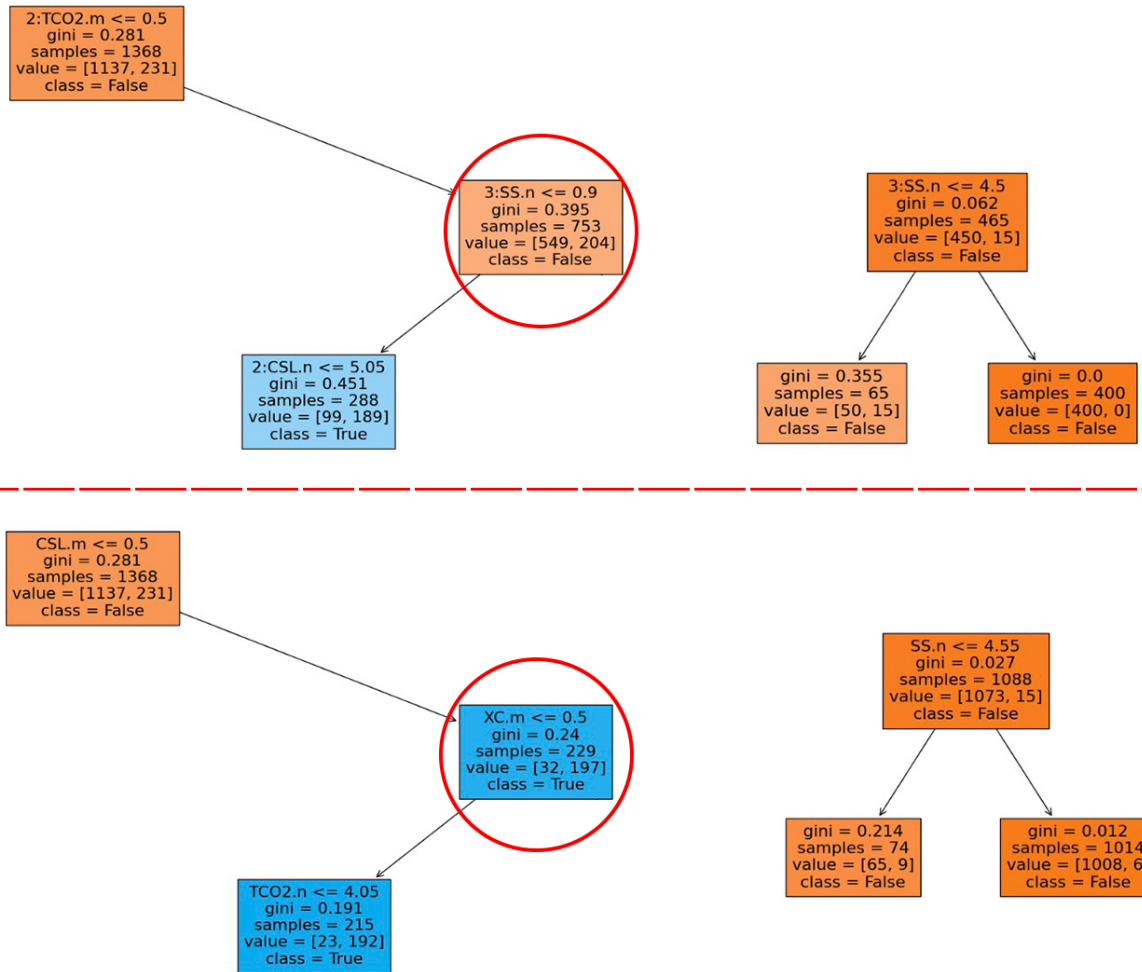 2:TCO2.m <= 0.5
gini = 0.281
samples = 1368
value = [1137, 231]
class = False
3:SS.n <= 0.9
gini = 0.395
samples = 753
value = [549, 204]
class = False
3:SS.n <= 4.5
gini = 0.062
samples = 465
value = [450, 15]
class = False
2:CSL.n <= 5.05
gini = 0.451
samples = 288
value = [99, 189]
class = True
gini = 0.355
samples = 65
value = [50, 15]
class = False
gini = 0.0
samples = 400
value = [400, 0]
class = False
CSL.m <= 0.5
gini = 0.281
samples = 1368
value = [1137, 231]
class = False
XC.m <= 0.5
gini = 0.24
samples = 229
value = [32, 197]
class = True
SS.n <= 4.55
gini = 0.027
samples = 1088
value = [1073, 15]
class = False
TCO2.n <= 4.05
gini = 0.191
samples = 215
value = [23, 192]
class = True
gini = 0.214
samples = 74
value = [65, 9]
class = False
gini = 0.012
samples = 1014
value = [1008, 6
class = False